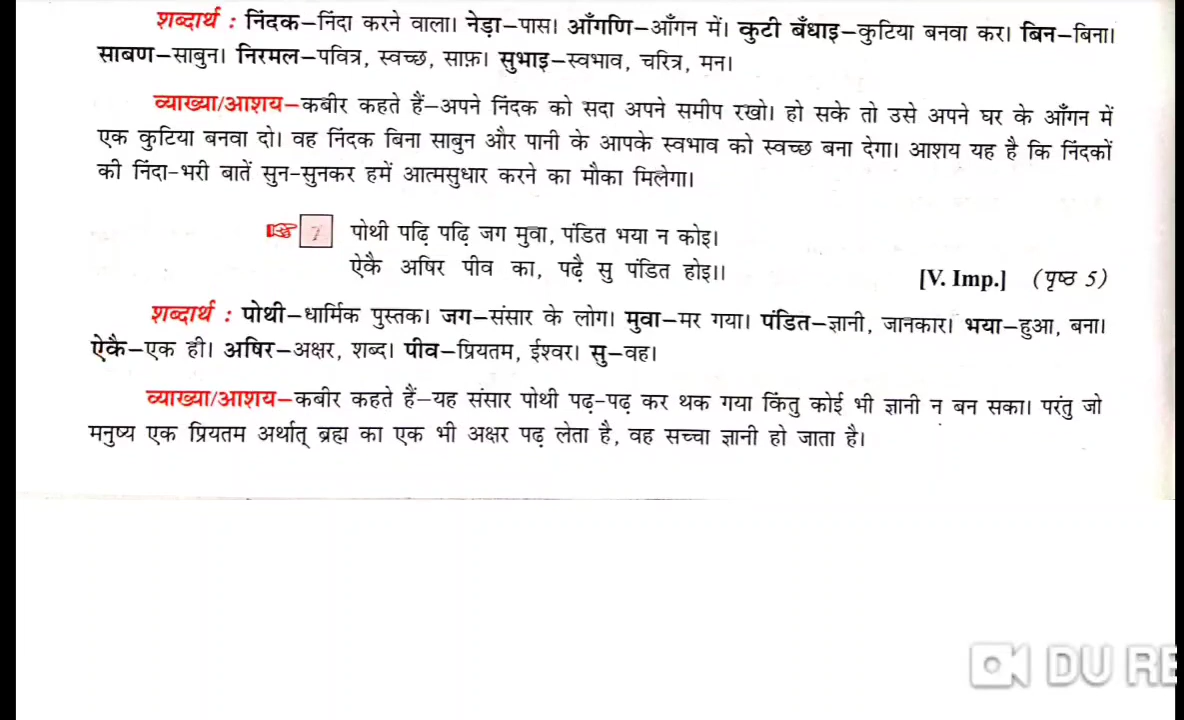 शब्दार्थ : निंदक–निंदा करने वाला। नेड़ा–पास। आँगणि–आँगन में। कुटी बँधाइ–कुटिया बनवा कर। बिन–बिना।
साबण–साबुन। निरमल–पवित्र, स्वच्छ, साफ़। सुभाइ–स्वभाव, चरित्र, मन।
व्याख्या/आशय–कबीर कहते हैं–अपने निंदक को सदा अपने समीप रखो। हो सके तो उसे अपने घर के आँगन में
एक कुटिया बनवा दो। वह निंदक बिना साबुन और पानी के आपके स्वभाव को स्वच्छ बना देगा। आशय यह है कि निंदकों
की निंदा-भरी बातें सुन-सुनकर हमें आत्मसुधार करने का मौका मिलेगा।
7 पोथी पढ़ि पढ़ि जग मुवा, पंडित भया न कोइ।
ऐकै अषिर पीव का, पढ़ै सु पंडित होइ।।
[V. Imp.] (पृष्ठ 5)
शब्दार्थ : पोथी–धार्मिक पुस्तक। जग–संसार के लोग। मुवा–मर गया। पंडित–ज्ञानी, जानकार। भया–हुआ, बना।
ऐकै–एक ही। अषिर–अक्षर, शब्द। पीव–प्रियतम, ईश्वर। सु–वह।
व्याख्या/आशय–कबीर कहते हैं–यह संसार पोथी पढ़-पढ़ कर थक गया किंतु कोई भी ज्ञानी न बन सका। परंतु जो
मनुष्य एक प्रियतम अर्थात् ब्रह्म का एक भी अक्षर पढ़ लेता है, वह सच्चा ज्ञानी हो जाता है।
DU RE